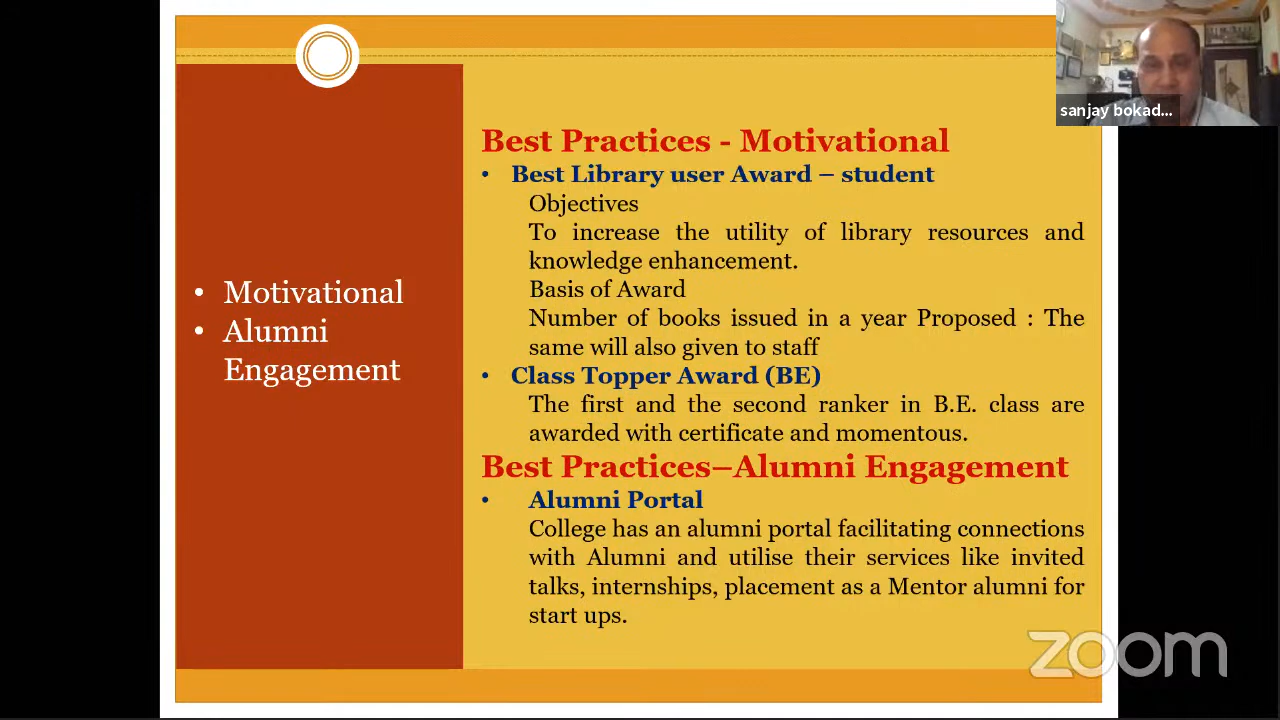 sanjay bokad...
• Motivational
• Alumni
Engagement
Best Practices - Motivational
• Best Library user Award – student
Objectives
To increase the utility of library resources and
knowledge enhancement.
Basis of Award
Number of books issued in a year Proposed : The
same will also given to staff
• Class Topper Award (BE)
The first and the second ranker in B.E. class are
awarded with certificate and momentous.
Best Practices–Alumni Engagement
• Alumni Portal
College has an alumni portal facilitating connections
with Alumni and utilise their services like invited
talks, internships, placement as a Mentor alumni for
start ups.
zoom